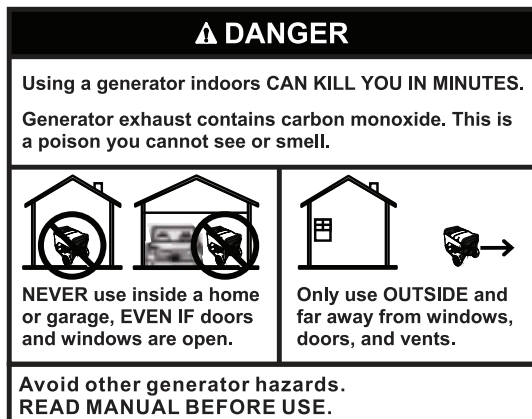 DANGER
Using a generator indoors CAN KILL YOU IN MINUTES.
Generator exhaust contains carbon monoxide. This is
a poison you cannot see or smell.
NEVER use inside a home
or garage, EVEN IF doors
and windows are open.
Only use OUTSIDE and
far away from windows,
doors, and vents.
Avoid other generator hazards.
READ MANUAL BEFORE USE.